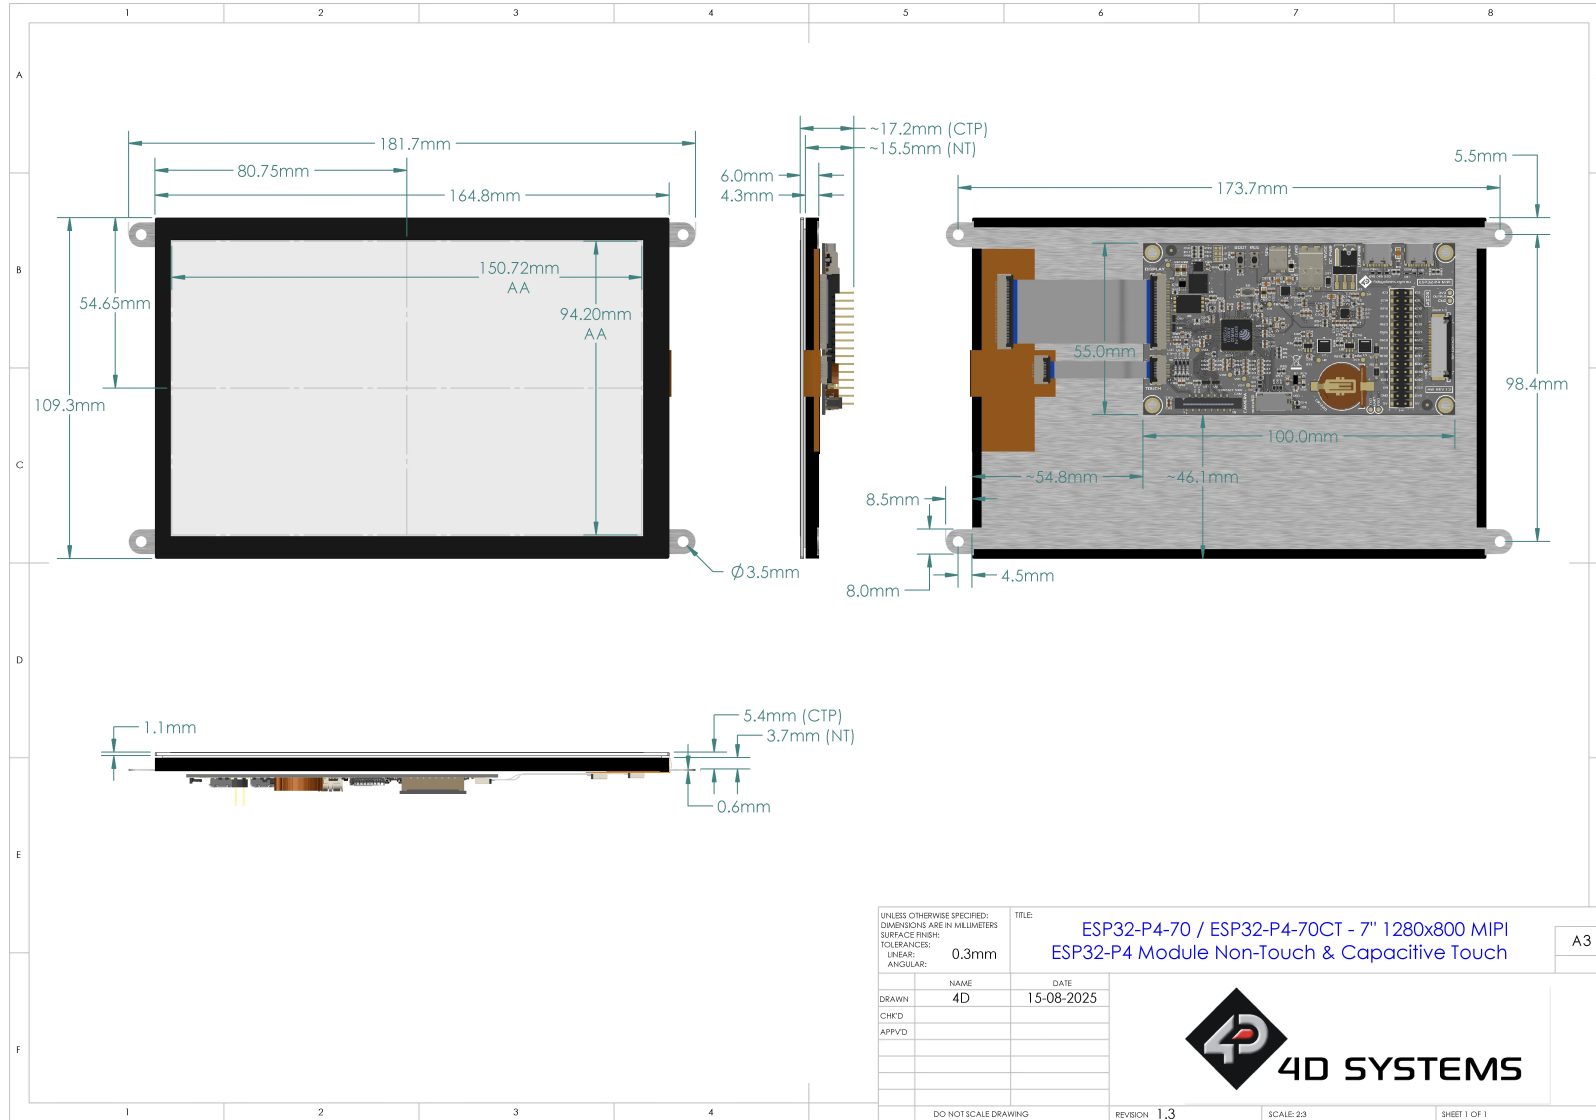 1 2 3 4 5 6 7 8
A
B
C
D
E
F
181.7mm
80.75mm
164.8mm
150.72mm
AA
94.20mm
AA
54.65mm
109.3mm
Ø3.5mm
~17.2mm (CTP)
~15.5mm (NT)
6.0mm
4.3mm
5.5mm
173.7mm
55.0mm
98.4mm
100.0mm
~54.8mm
~46.1mm
8.5mm
8.0mm
4.5mm
DISPLAY
TOUCH
1.1mm
5.4mm (CTP)
3.7mm (NT)
0.6mm
UNLESS OTHERWISE SPECIFIED:
DIMENSIONS ARE IN MILLIMETERS
SURFACE FINISH:
TOLERANCES:
LINEAR: 0.3mm
ANGULAR:
TITLE:
ESP32-P4-70 / ESP32-P4-70CT - 7" 1280x800 MIPI
ESP32-P4 Module Non-Touch & Capacitive Touch
A3
NAME DATE
DRAWN 4D 15-08-2025
CHK'D
APPV'D
4D SYSTEMS
DO NOT SCALE DRAWING
REVISION 1.3
SCALE: 2:3
SHEET 1 OF 1
1 2 3 4